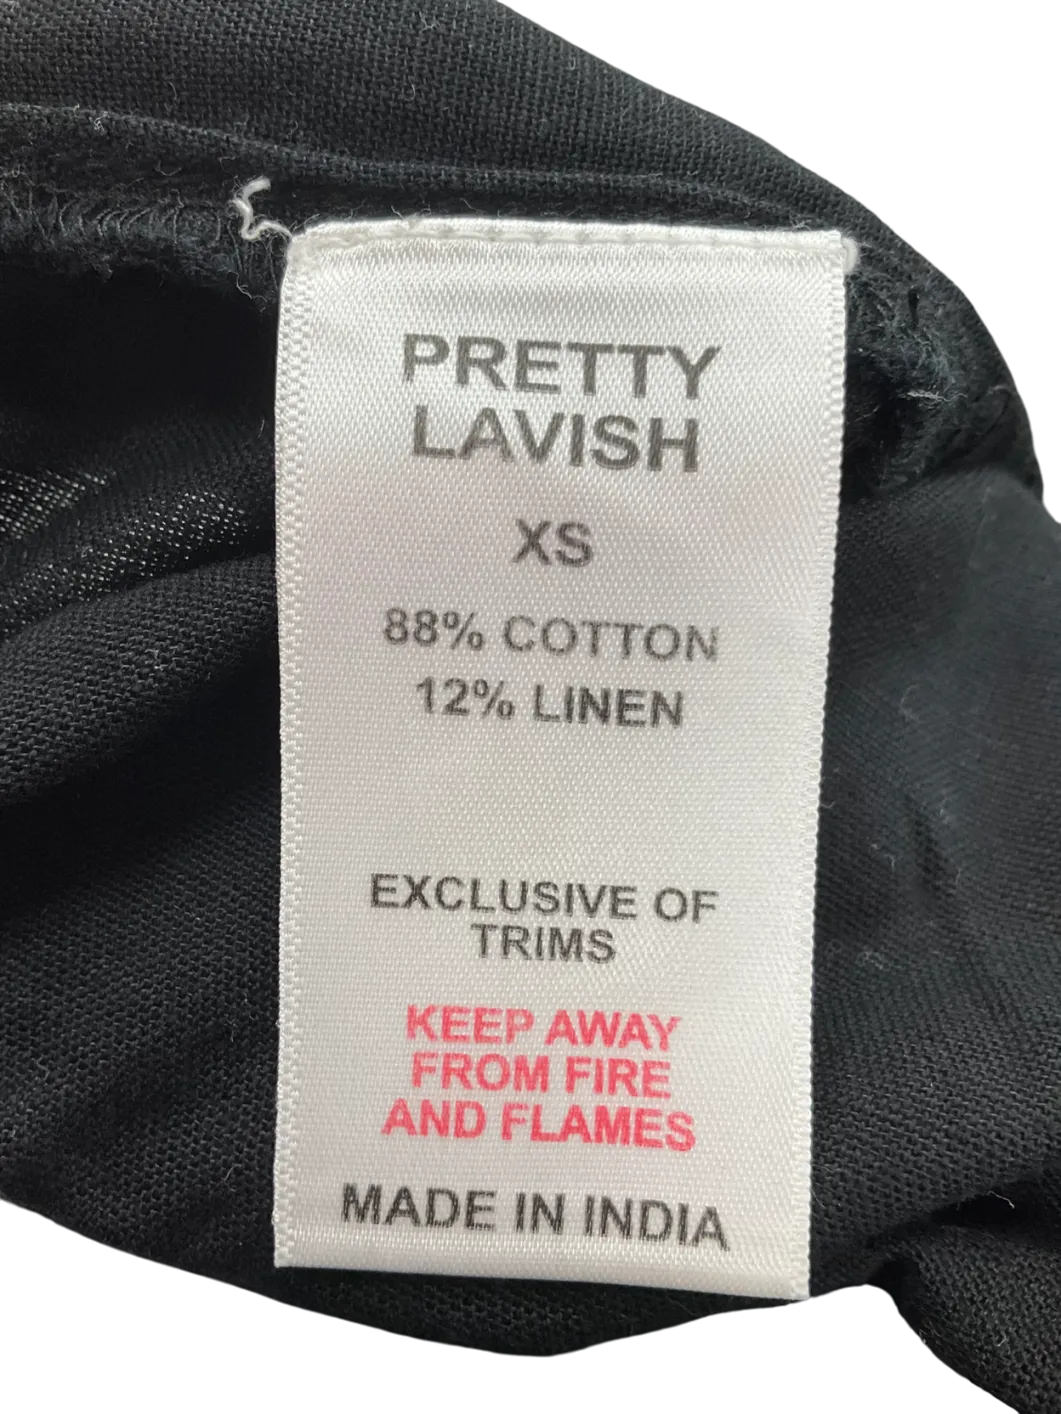 PRETTY
LAVISH
XS
88% COTTON
12% LINEN
EXCLUSIVE OF
TRIMS
KEEP AWAY
FROM FIRE
AND FLAMES
MADE IN INDIA